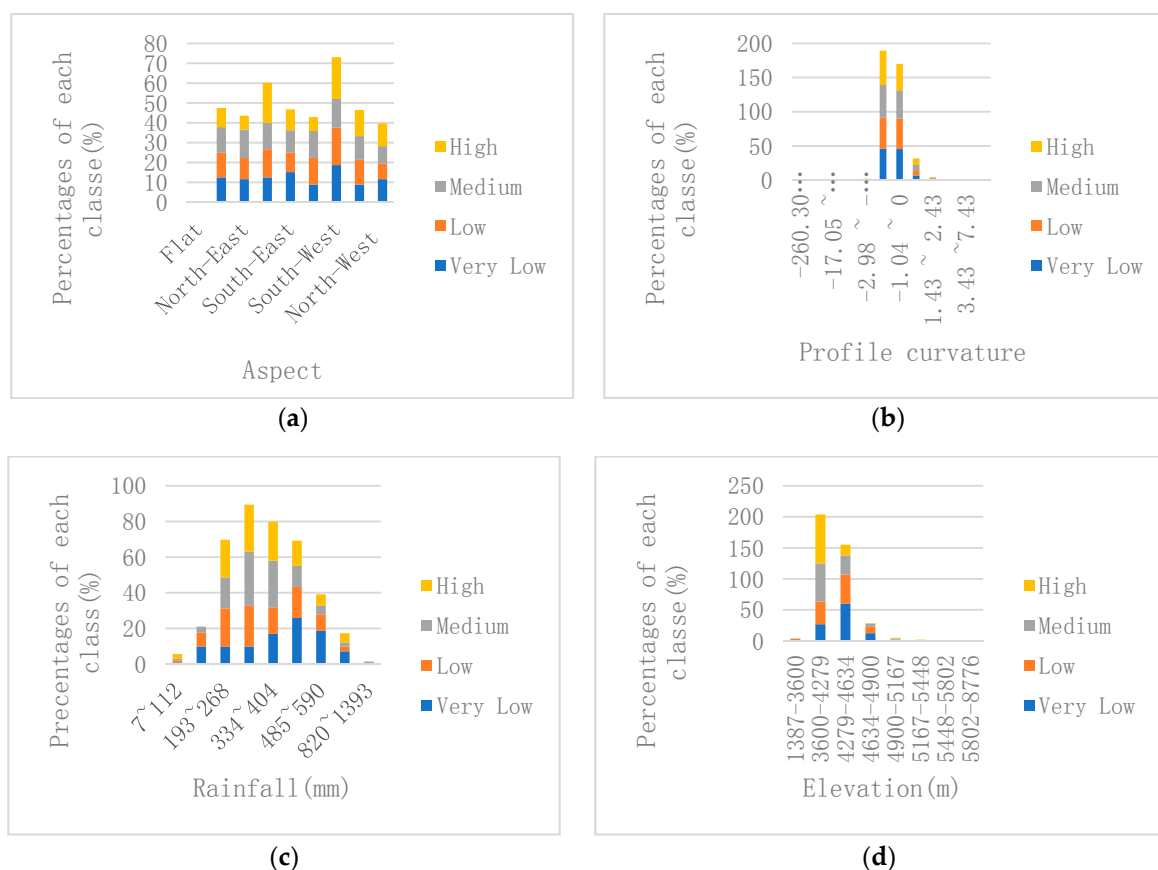 Percentages of each classe(%)
80
70
60
50
40
30
20
10
0
Flat
North-East
South-East
South-West
North-West
Aspect
High
Medium
Low
Very Low
(a)
Percentages of each classe(%)
200
150
100
50
0
-260.30...
-17.05 ~...
-2.98 ~ -...
-1.04 ~ 0
1.43 ~ 2.43
3.43 ~7.43
Profile curvature
High
Medium
Low
Very Low
(b)
Precentages of each class(%)
100
80
60
40
20
0
7~112
193~268
334~404
485~590
820~1393
Rainfall(mm)
High
Medium
Low
Very Low
(c)
Percentages of each classe(%)
250
200
150
100
50
0
1387-3600
3600-4279
4279-4634
4634-4900
4900-5167
5167-5448
5448-5802
5802-8776
Elevation(m)
High
Medium
Low
Very Low
(d)